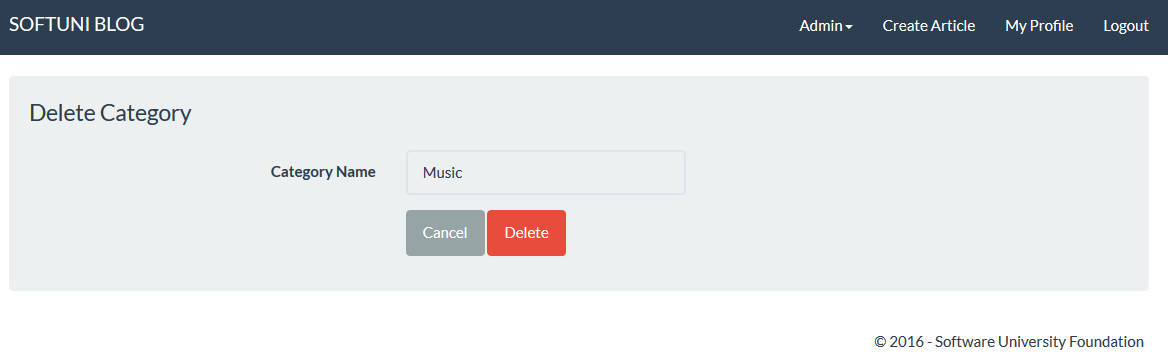 SOFTUNI BLOG Admin Create Article My Profile Logout
Delete Category
Category Name Music
Cancel Delete
© 2016 - Software University Foundation